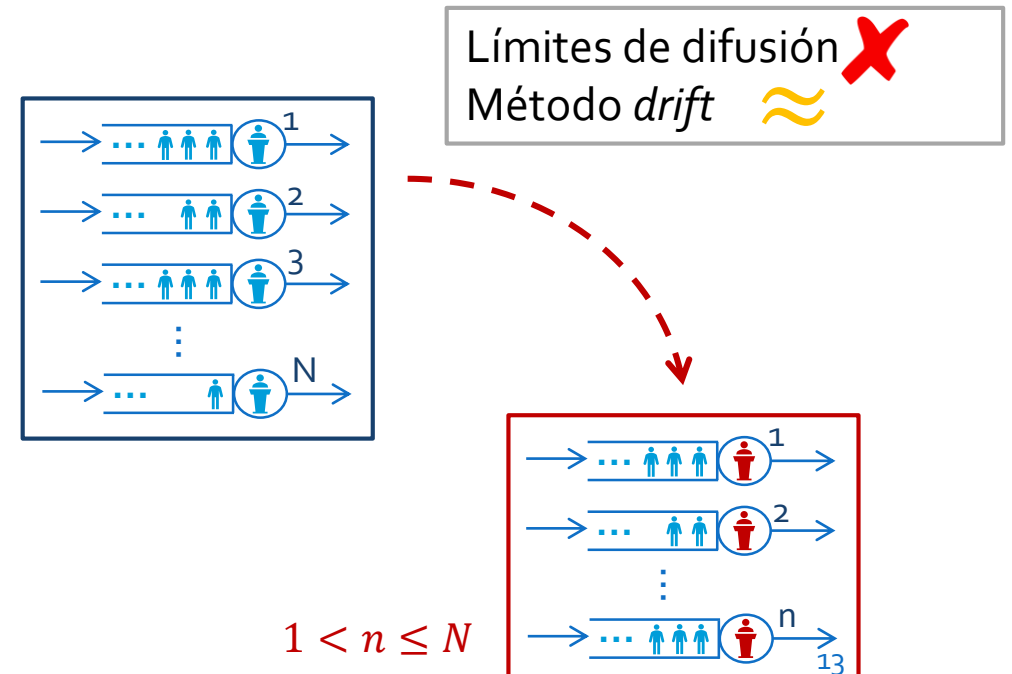 Límites de difusión
Método drift ≈
... 1
... 2
... 3
⋮
... N
... 1
... 2
⋮
... n
1 < n ≤ N
13